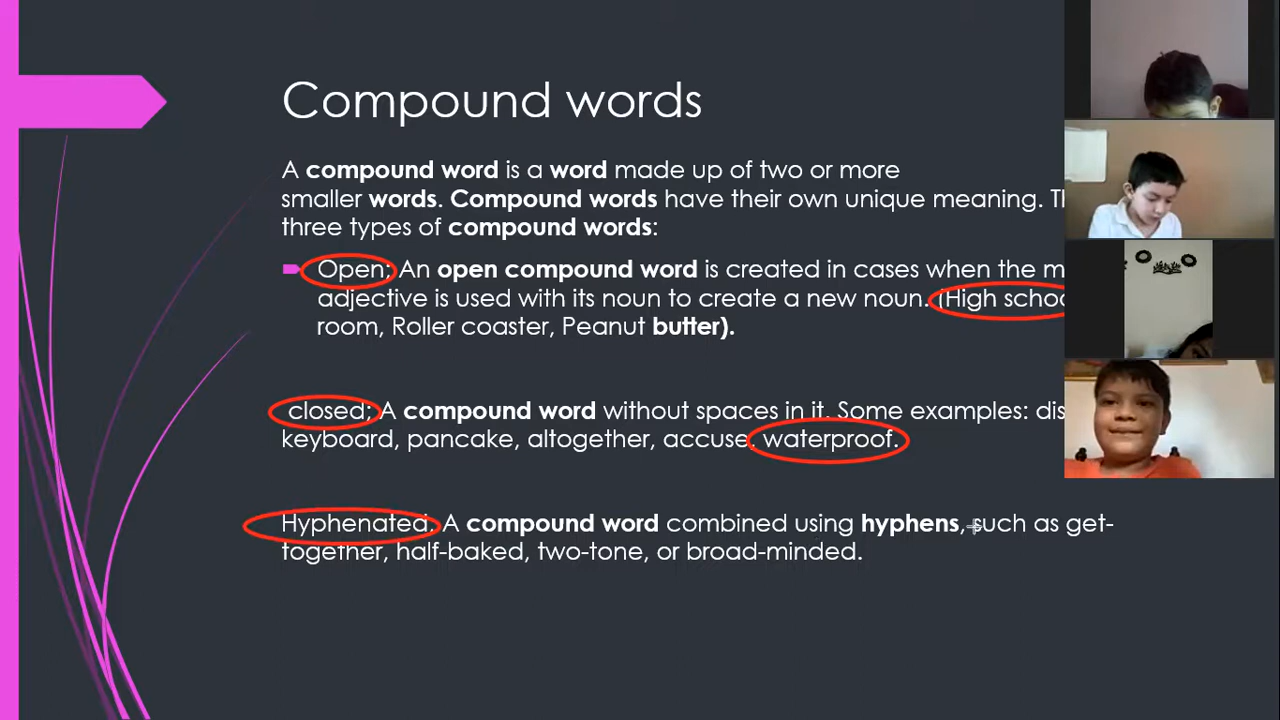 Compound words
A compound word is a word made up of two or more
smaller words. Compound words have their own unique meaning.
three types of compound words:
Open; An open compound word is created in cases when the
adjective is used with its noun to create a new noun. (High
room, Roller coaster, Peanut butter).
closed; A compound word without spaces in it. Some examples:
keyboard, pancake, altogether, accuse, waterproof.
Hyphenated. A compound word combined using hyphens, such as get-
together, half-baked, two-tone, or broad-minded.